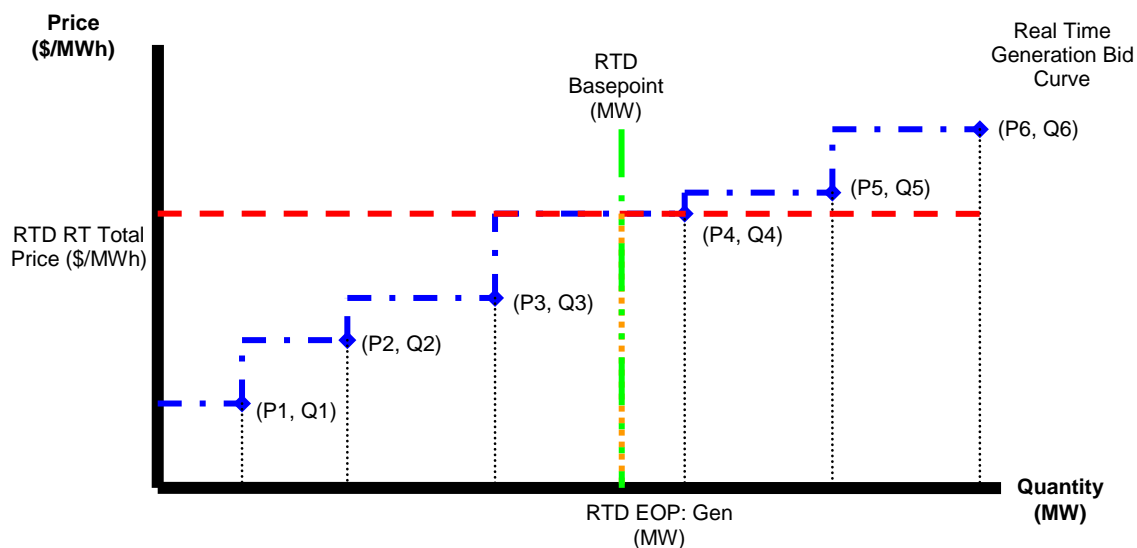 Price
($/MWh)
Real Time
Generation Bid
Curve
RTD
Basepoint
(MW)
(P6, Q6)
(P5, Q5)
RTD RT Total
Price ($/MWh)
(P4, Q4)
(P3, Q3)
(P2, Q2)
(P1, Q1)
Quantity
(MW)
RTD EOP: Gen
(MW)